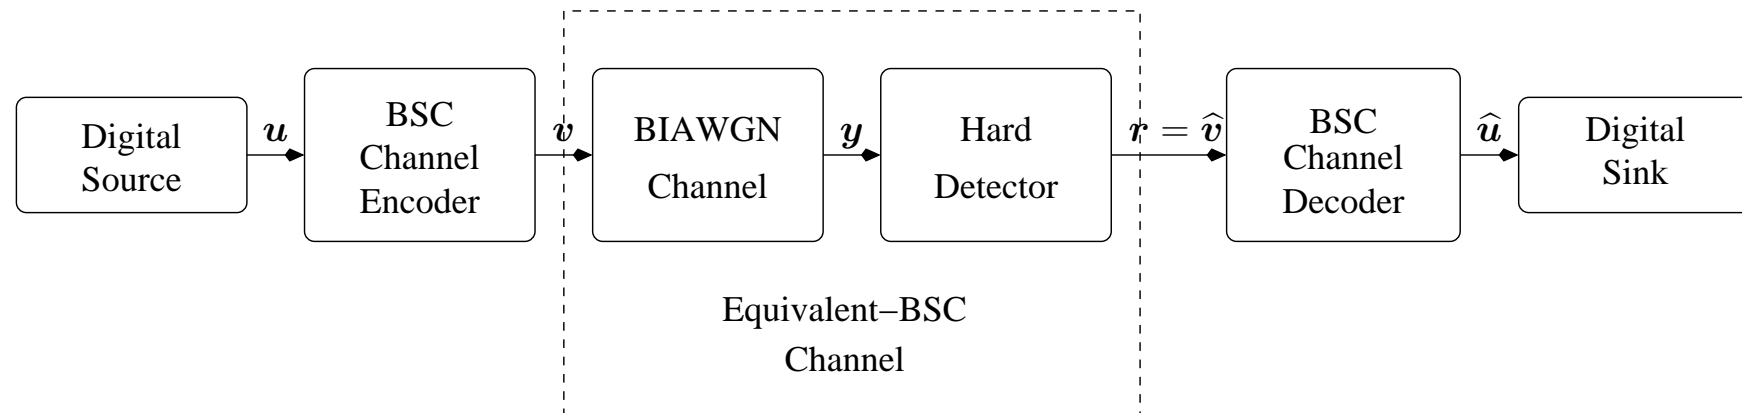 Digital
Source
u
BSC
Channel
Encoder
v
BIAWGN
Channel
y
Hard
Detector
r = v̂
BSC
Channel
Decoder
û
Digital
Sink
Equivalent−BSC
Channel